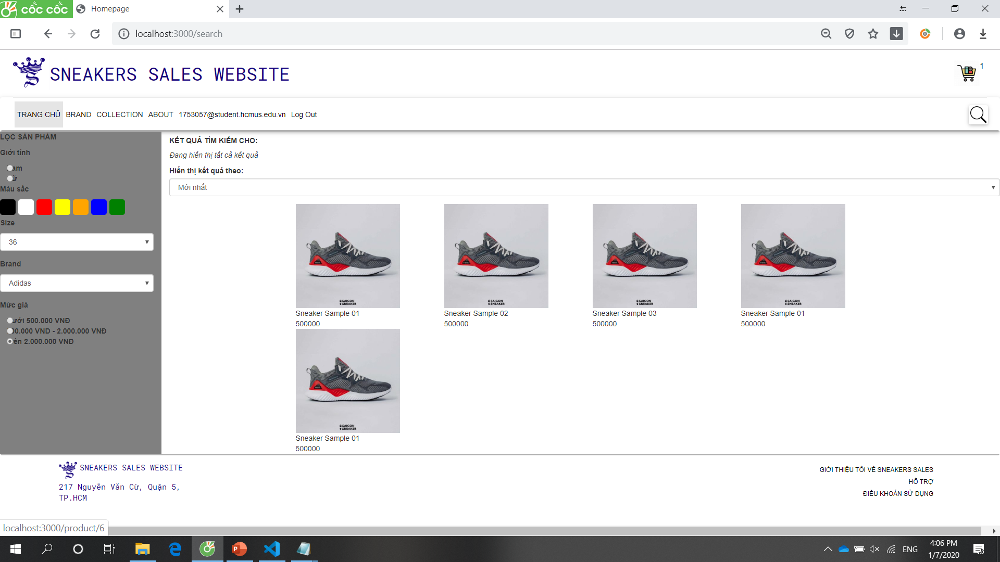 cốc cốc
Homepage
localhost:3000/search
SNEAKERS SALES WEBSITE
1
TRANG CHỦ BRAND COLLECTION ABOUT 1753057@student.hcmus.edu.vn Log Out
LỌC SẢN PHẨM
Giới tính
am
ữ
Màu sắc
Size
36
Brand
Adidas
Mức giá
ưới 500.000 VNĐ
00.000 VND - 2.000.000 VNĐ
ên 2.000.000 VNĐ
KẾT QUẢ TÌM KIẾM CHO:
Đang hiển thị tất cả kết quả
Hiển thị kết quả theo:
Mới nhất
SAIGON SNEAKER
SAIGON SNEAKER
SAIGON SNEAKER
SAIGON SNEAKER
Sneaker Sample 01
500000
Sneaker Sample 02
500000
Sneaker Sample 03
500000
Sneaker Sample 01
500000
SAIGON SNEAKER
Sneaker Sample 01
500000
SNEAKERS SALES WEBSITE
217 Nguyễn Văn Cừ, Quận 5,
TP.HCM
GIỚI THIỆU TÔI VỀ SNEAKERS SALES
HỖ TRỢ
ĐIỀU KHOẢN SỬ DỤNG
localhost:3000/product/6
ENG
4:06 PM
1/7/2020